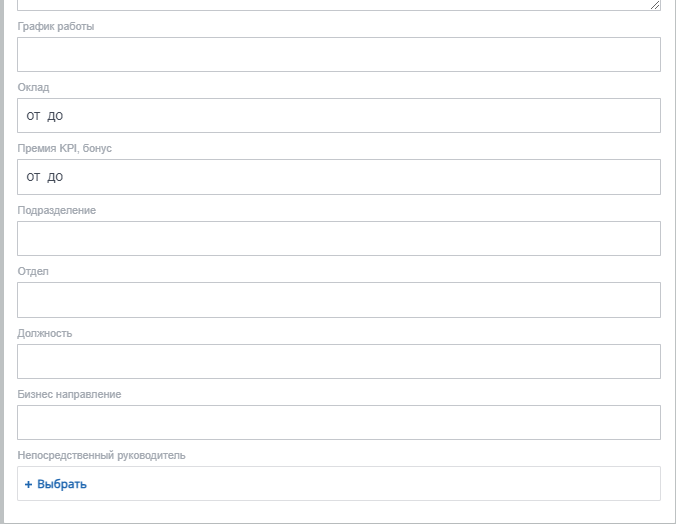 График работы
Оклад
от до
Премия KPI, бонус
от до
Подразделение
Отдел
Должность
Бизнес направление
Непосредственный руководитель
+ Выбрать